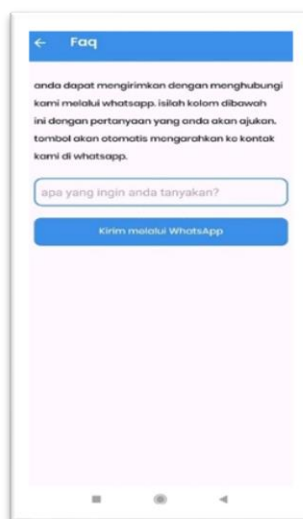 Faq
anda dapat mengirimkan dengan menghubungi
kami melalui whatsapp. isilah kolom dibawah
ini dengan pertanyaan yang anda akan ajukan.
tombol akan otomatis mengarahkan ke kontak
kami di whatsapp.
apa yang ingin anda tanyakan?
Kirim melalui WhatsApp